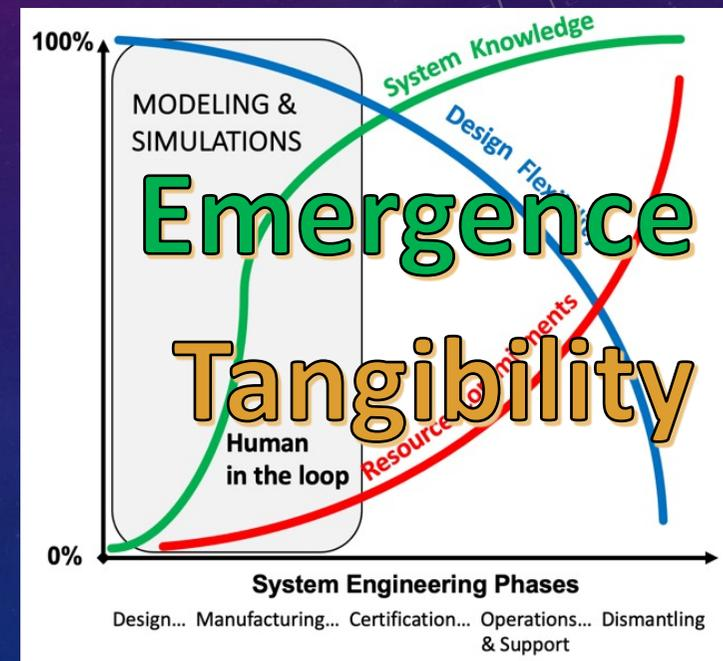 100%
System Knowledge
MODELING &
SIMULATIONS
Design
Emergence
Tangibility
Human
in the loop
0%
System Engineering Phases
Design... Manufacturing... Certification... Operations... Dismantling
& Support